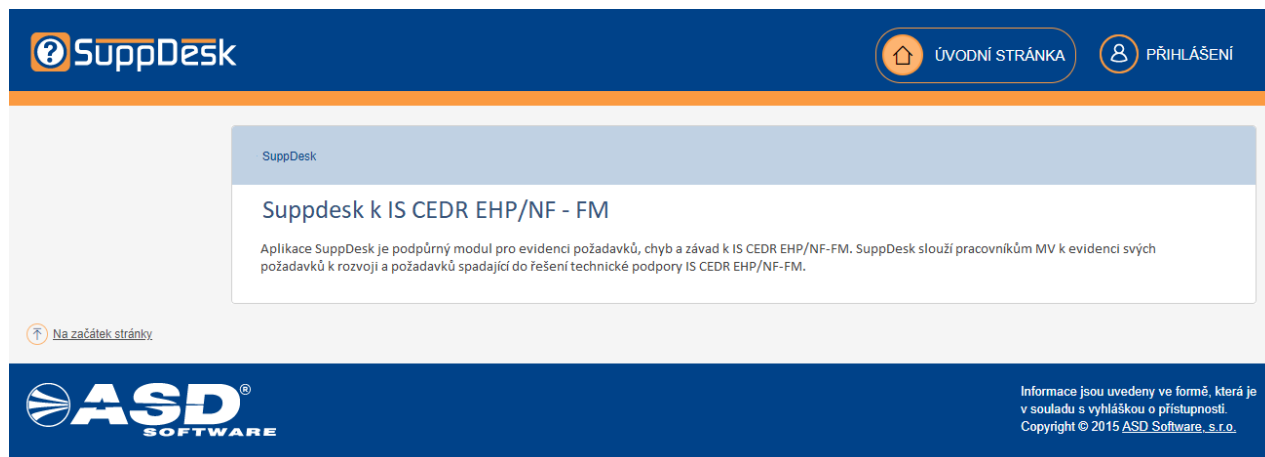 SuppDesk
ÚVODNÍ STRÁNKA
PŘIHLÁŠENÍ
SuppDesk
Suppdesk k IS CEDR EHP/NF - FM
Aplikace SuppDesk je podpůrný modul pro evidenci požadavků, chyb a závad k IS CEDR EHP/NF-FM. SuppDesk slouží pracovníkům MV k evidenci svých
požadavků k rozvoji a požadavků spadající do řešení technické podpory IS CEDR EHP/NF-FM.
Na začátek stránky
ASD®
SOFTWARE
Informace jsou uvedeny ve formě, která je
v souladu s vyhláškou o přístupnosti.
Copyright © 2015 ASD Software, s.r.o.